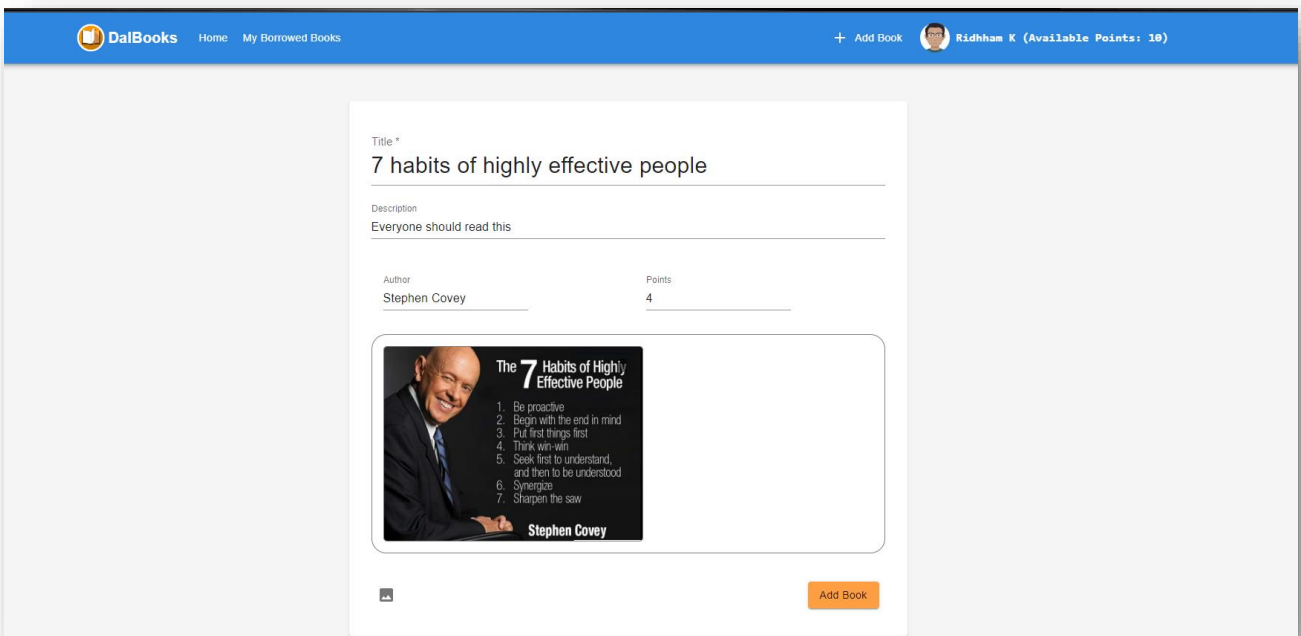 DalBooks Home My Borrowed Books + Add Book Ridhham K (Available Points: 10)
Title *
7 habits of highly effective people
Description
Everyone should read this
Author Points
Stephen Covey 4
The 7 Habits of Highly
Effective People
1. Be proactive
2. Begin with the end in mind
3. Put first things first
4. Think win-win
5. Seek first to understand,
and then to be understood
6. Synergize
7. Sharpen the saw
Stephen Covey
Add Book